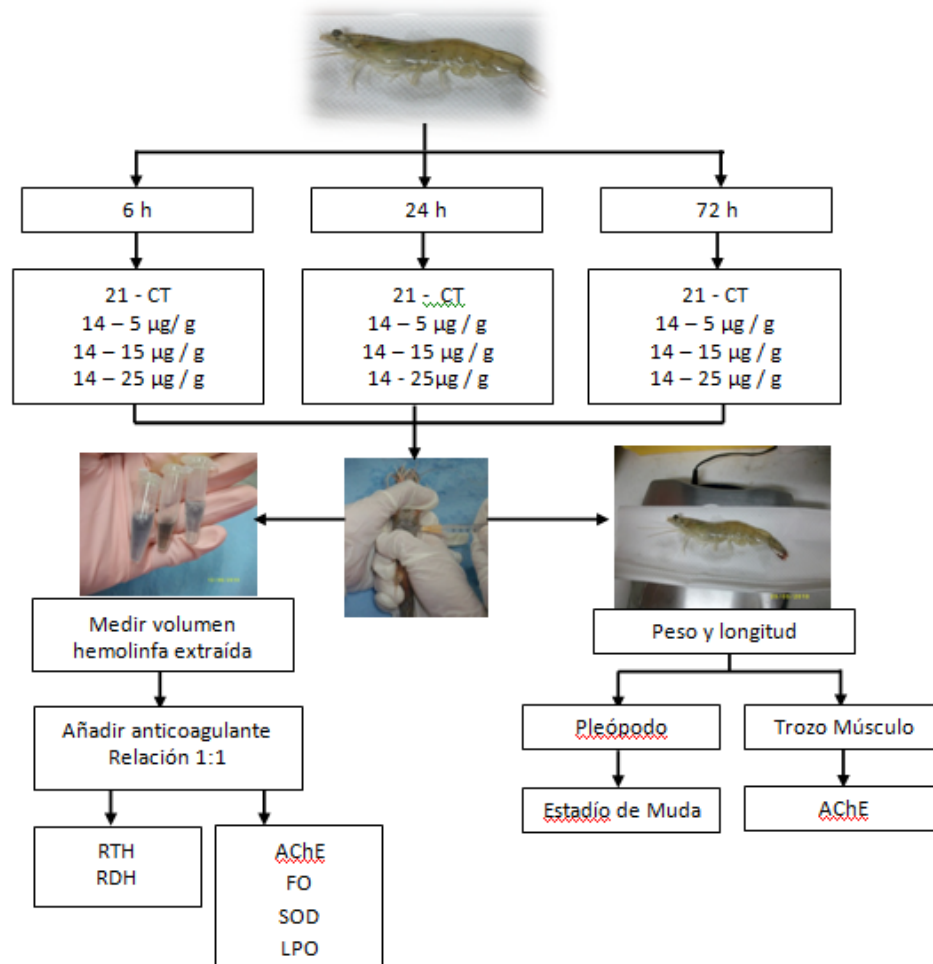 6 h
24 h
72 h
21 - CT
14 – 5 µg/ g
14 – 15 µg / g
14 – 25 µg / g
21 - CT
14 – 5 µg / g
14 – 15 µg / g
14 - 25µg / g
21 - CT
14 – 5 µg / g
14 – 15 µg / g
14 – 25 µg / g
Medir volumen
hemolinfa extraída
Peso y longitud
Añadir anticoagulante
Relación 1:1
Pleópodo
Trozo Músculo
Estadío de Muda
AChE
RTH
RDH
AChE
FO
SOD
LPO